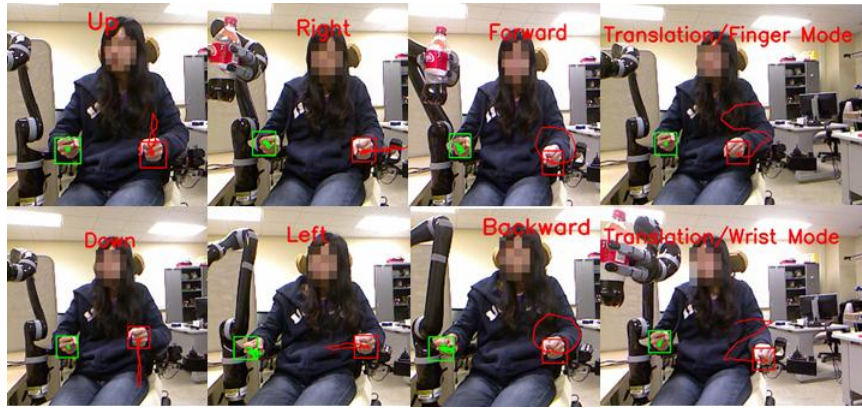 Up
Right
Forward
Translation/Finger Mode
Down
Left
Backward
Translation/Wrist Mode